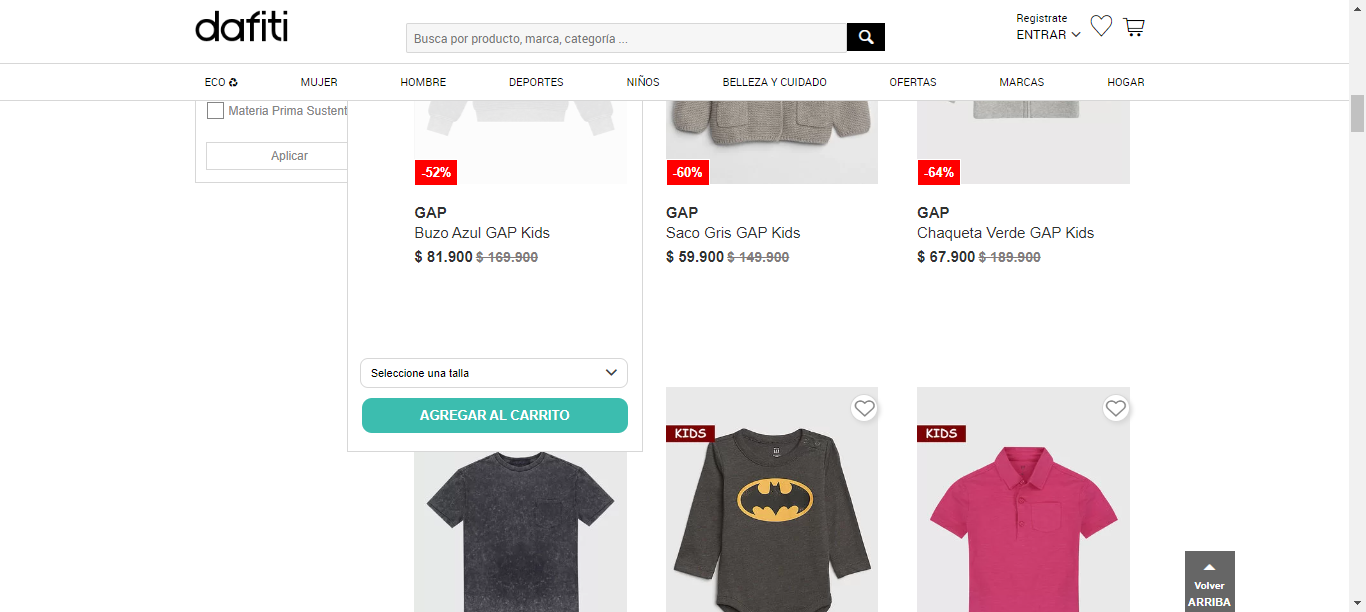 dafiti
Busca por producto, marca, categoría ...
Registrate
ENTRAR
ECO
MUJER
HOMBRE
DEPORTES
NIÑOS
BELLEZA Y CUIDADO
OFERTAS
MARCAS
HOGAR
Materia Prima Sustent
Aplicar
-52%
-60%
-64%
GAP
Buzo Azul GAP Kids
$ 81.900 $ 169.900
GAP
Saco Gris GAP Kids
$ 59.900 $ 149.900
GAP
Chaqueta Verde GAP Kids
$ 67.900 $ 189.900
Seleccione una talla
AGREGAR AL CARRITO
KIDS
KIDS
Volver
ARRIBA